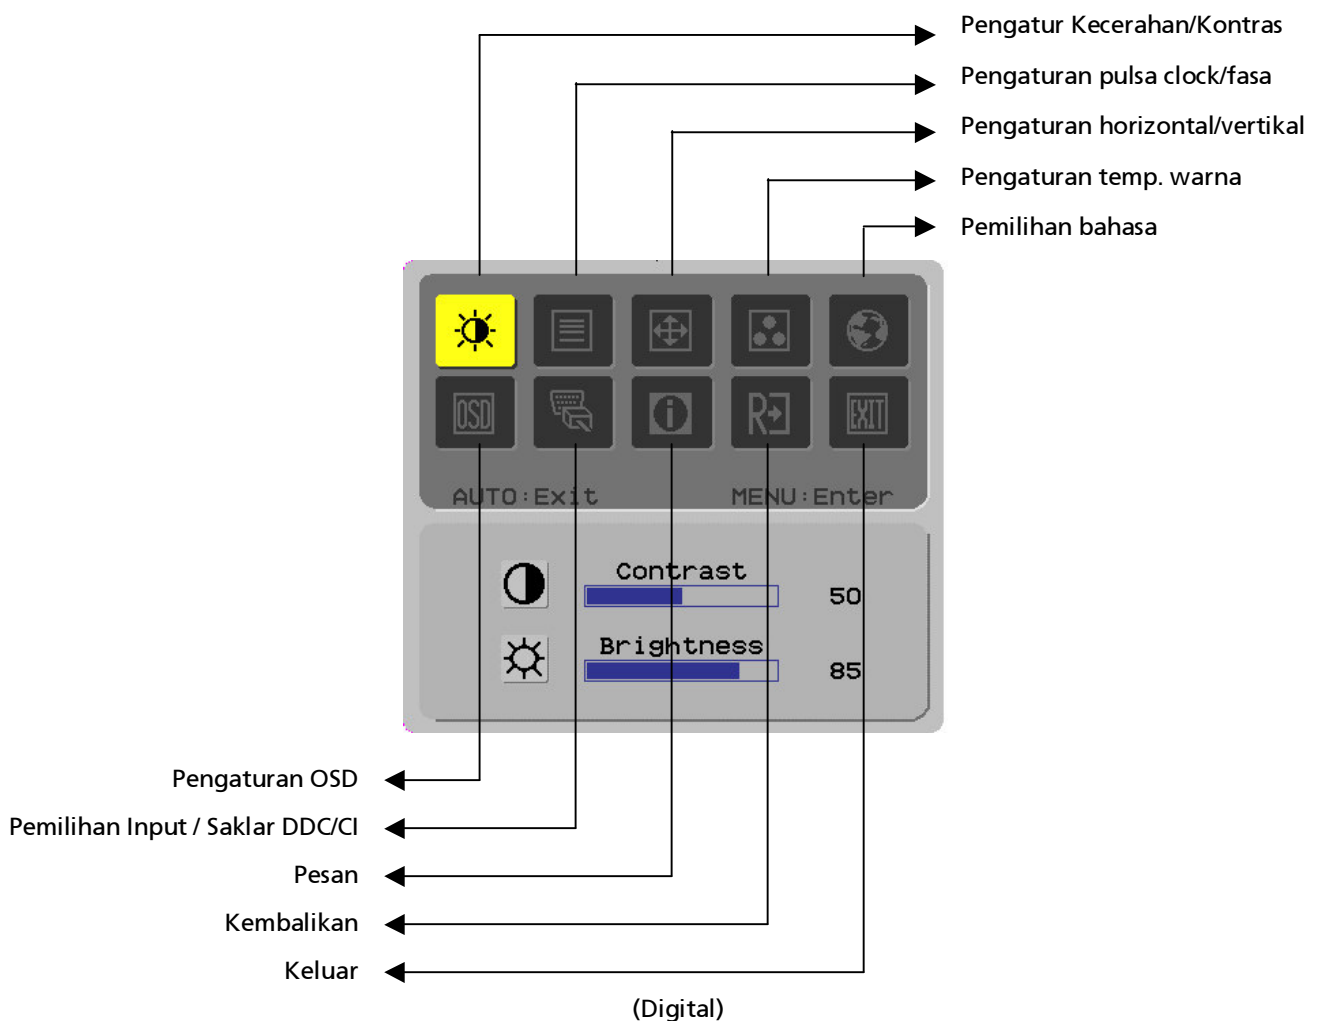 Pengatur Kecerahan/Kontras
Pengaturan pulsa clock/fasa
Pengaturan horizontal/vertikal
Pengaturan temp. warna
Pemilihan bahasa
OSD
R
EXIT
AUTO:Exit MENU:Enter
Contrast
50
Brightness
85
Pengaturan OSD
Pemilihan Input / Saklar DDC/CI
Pesan
Kembalikan
Keluar
(Digital)